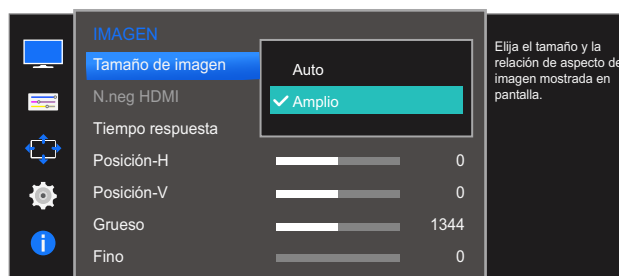 IMAGEN
Tamaño de imagen
Auto
N.neg HDMI
Amplio
Tiempo respuesta
Posición-H 0
Posición-V 0
Grueso 1344
Fino 0
Elija el tamaño y la
relación de aspecto de
imagen mostrada en
pantalla.